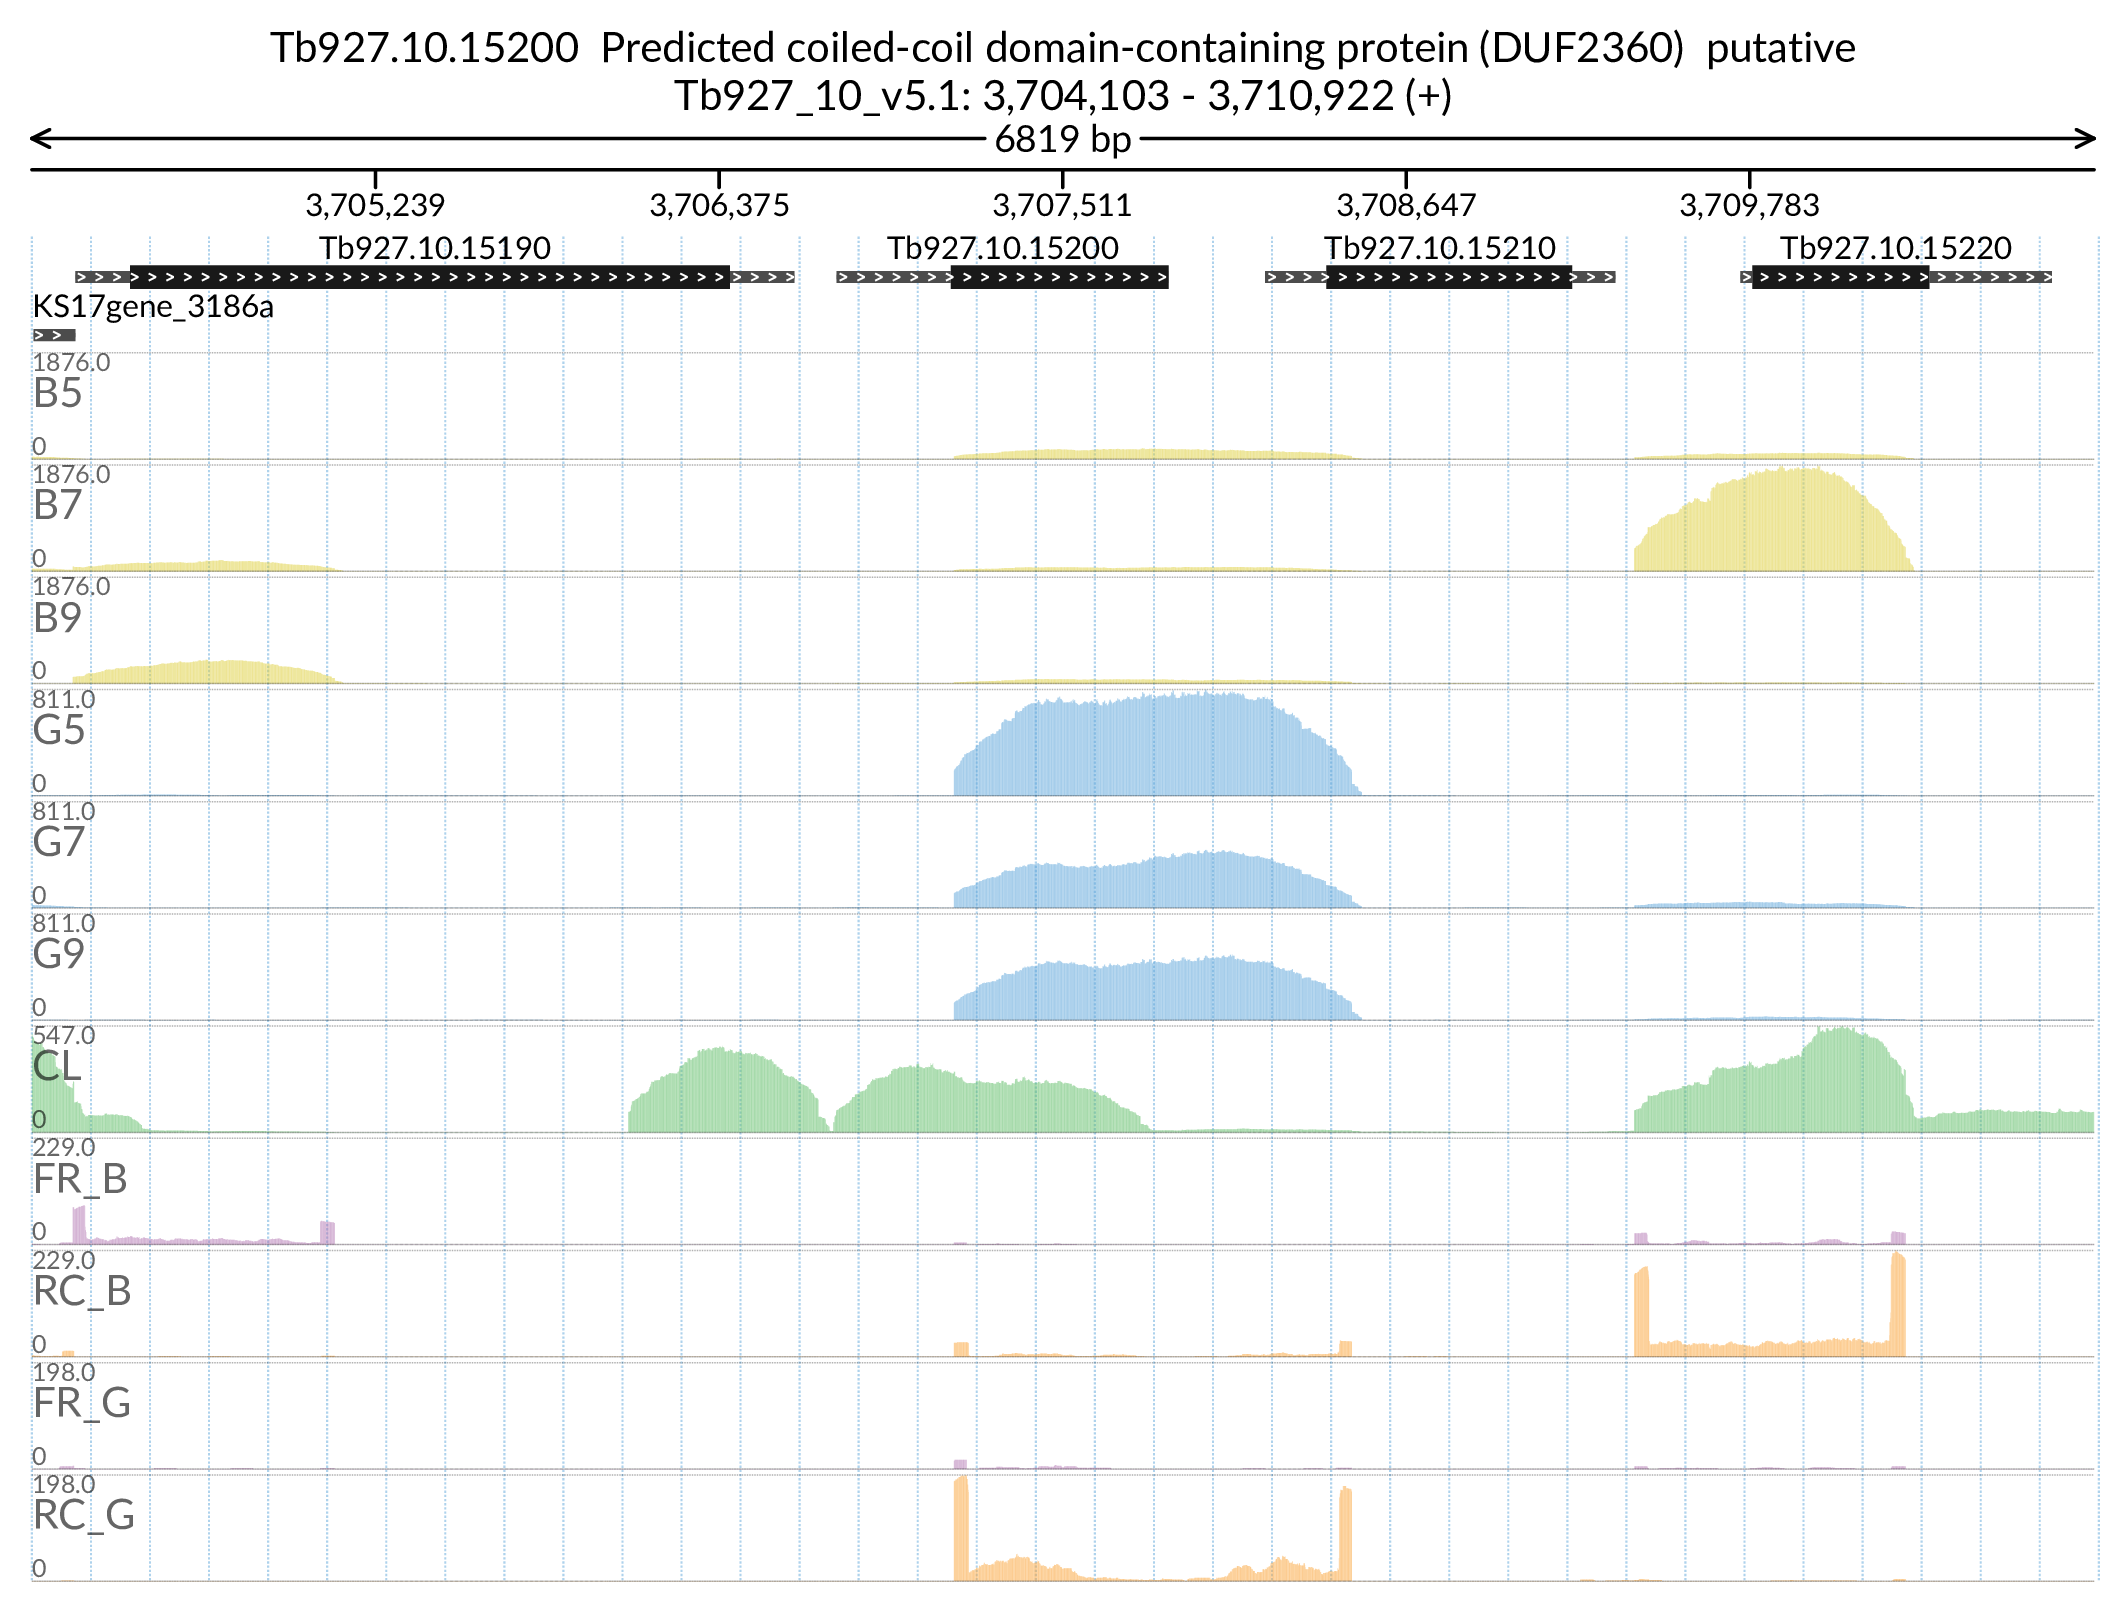 Tb927.10.15200  Predicted coiled-coil domain-containing protein (DUF2360)  putative
Tb927_10_v5.1: 3,704,103 - 3,710,922 (+)
6819 bp
3,705,239 3,706,375 3,707,511 3,708,647 3,709,783
Tb927.10.15190 Tb927.10.15200 Tb927.10.15210 Tb927.10.15220
KS17gene_3186a
1876.0
B5
0
1876.0
B7
0
1876.0
B9
0
811.0
G5
0
811.0
G7
0
811.0
G9
0
547.0
CL
0
229.0
FR_B
0
229.0
RC_B
0
198.0
FR_G
0
198.0
RC_G
0